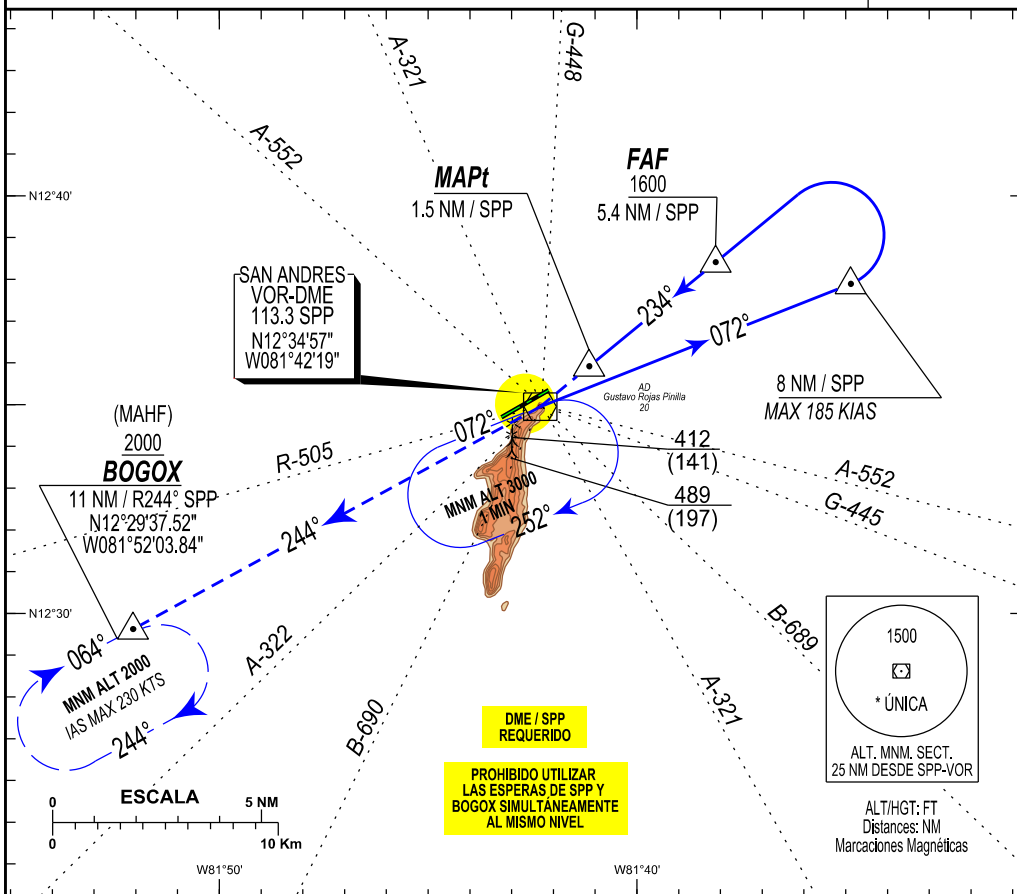 A-321
G-448
A-552
MAPt
1.5 NM / SPP
FAF
1600
5.4 NM / SPP
N12°40'
SAN ANDRES
VOR-DME
113.3 SPP
N12°34'57"
W081°42'19"
234°
072°
8 NM / SPP
MAX 185 KIAS
AD
Gustavo Rojas Pinilla
20
(MAHF)
2000
BOGOX
11 NM / R244° SPP
N12°29'37.52"
W081°52'03.84"
R-505
072°
412
(141)
489
(197)
A-552
G-445
MNM ALT 3000
1 MIN
252°
244°
N12°30'
064°
MNM ALT 2000
IAS MAX 230 KTS
244°
A-322
B-690
B-689
A-321
1500
* ÚNICA
ALT. MNM. SECT.
25 NM DESDE SPP-VOR
DME / SPP
REQUERIDO
PROHIBIDO UTILIZAR
LAS ESPERAS DE SPP Y
BOGOX SIMULTÁNEAMENTE
AL MISMO NIVEL
ESCALA
0 5 NM
0 10 Km
ALT/HGT: FT
Distances: NM
Marcaciones Magnéticas
W81°50'
W81°40'